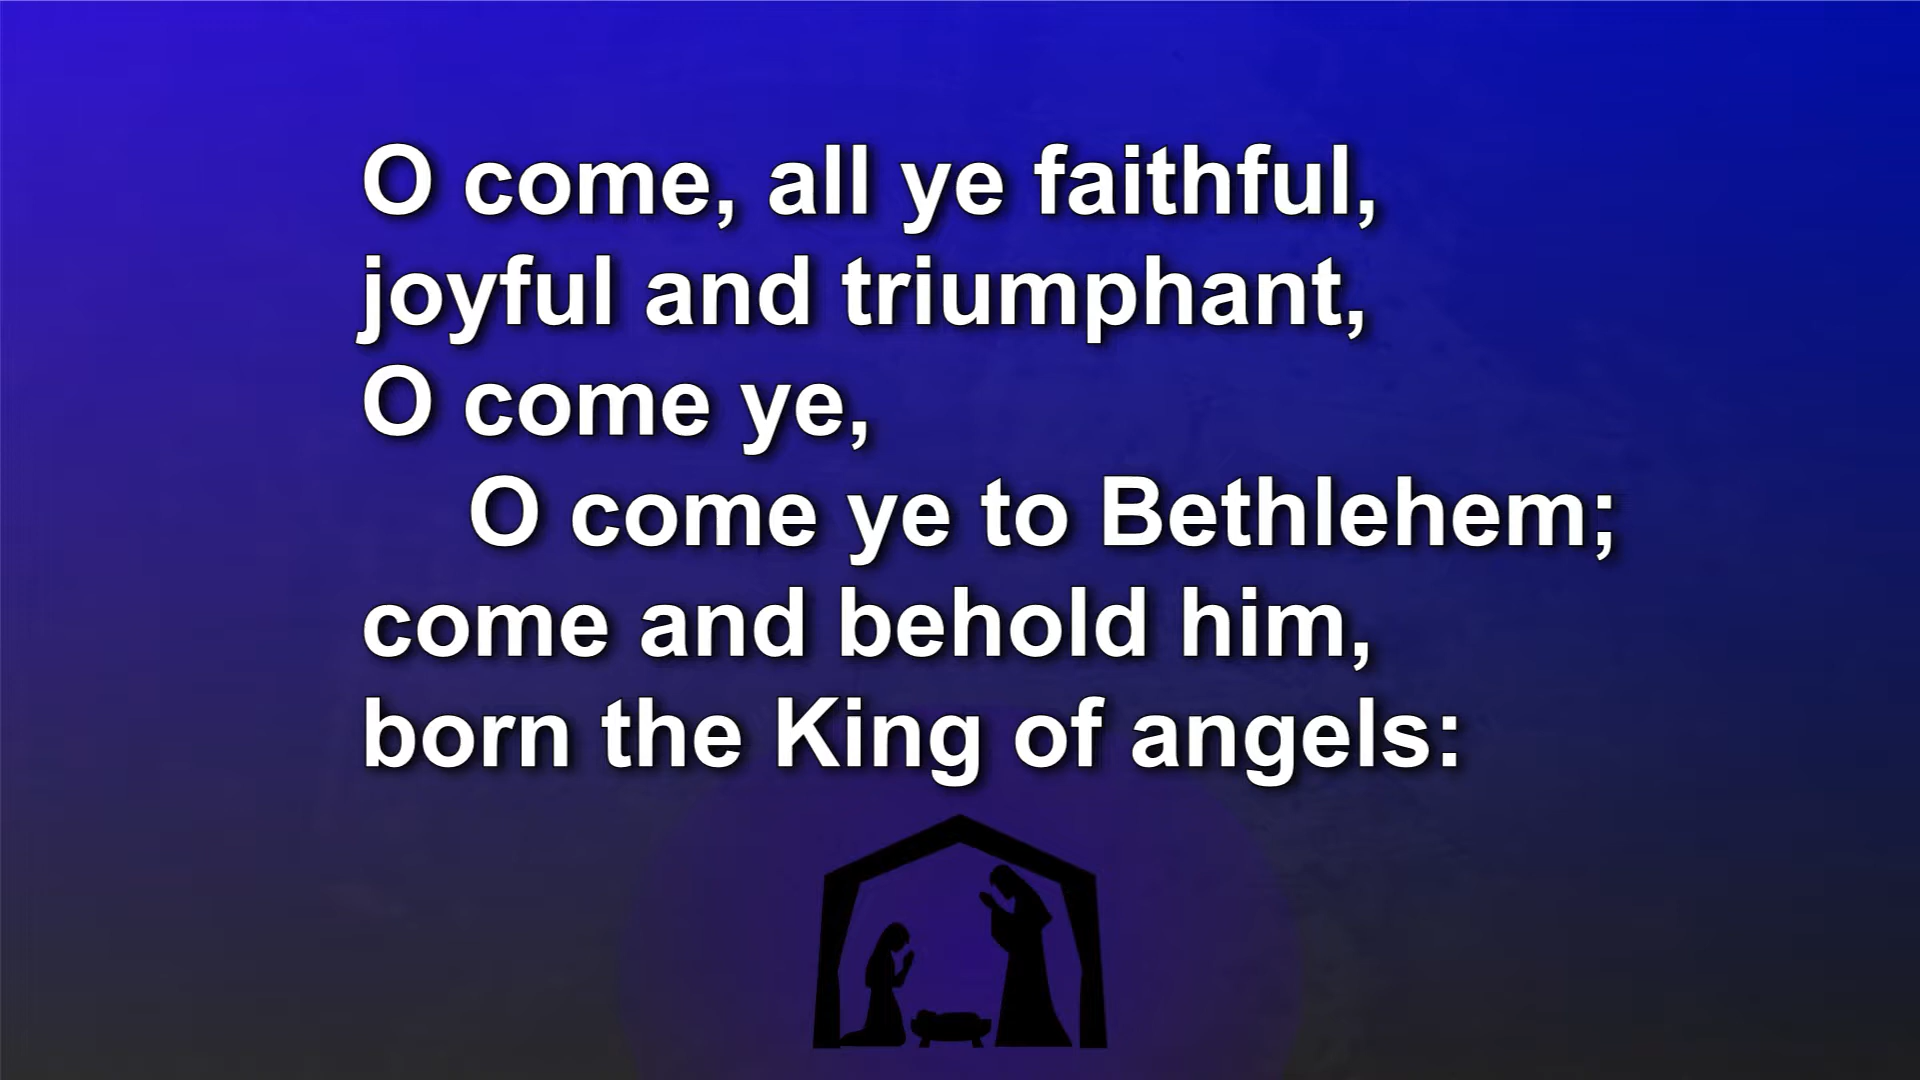 O come, all ye faithful,
joyful and triumphant,
O come ye,
O come ye to Bethlehem;
come and behold him,
born the King of angels: